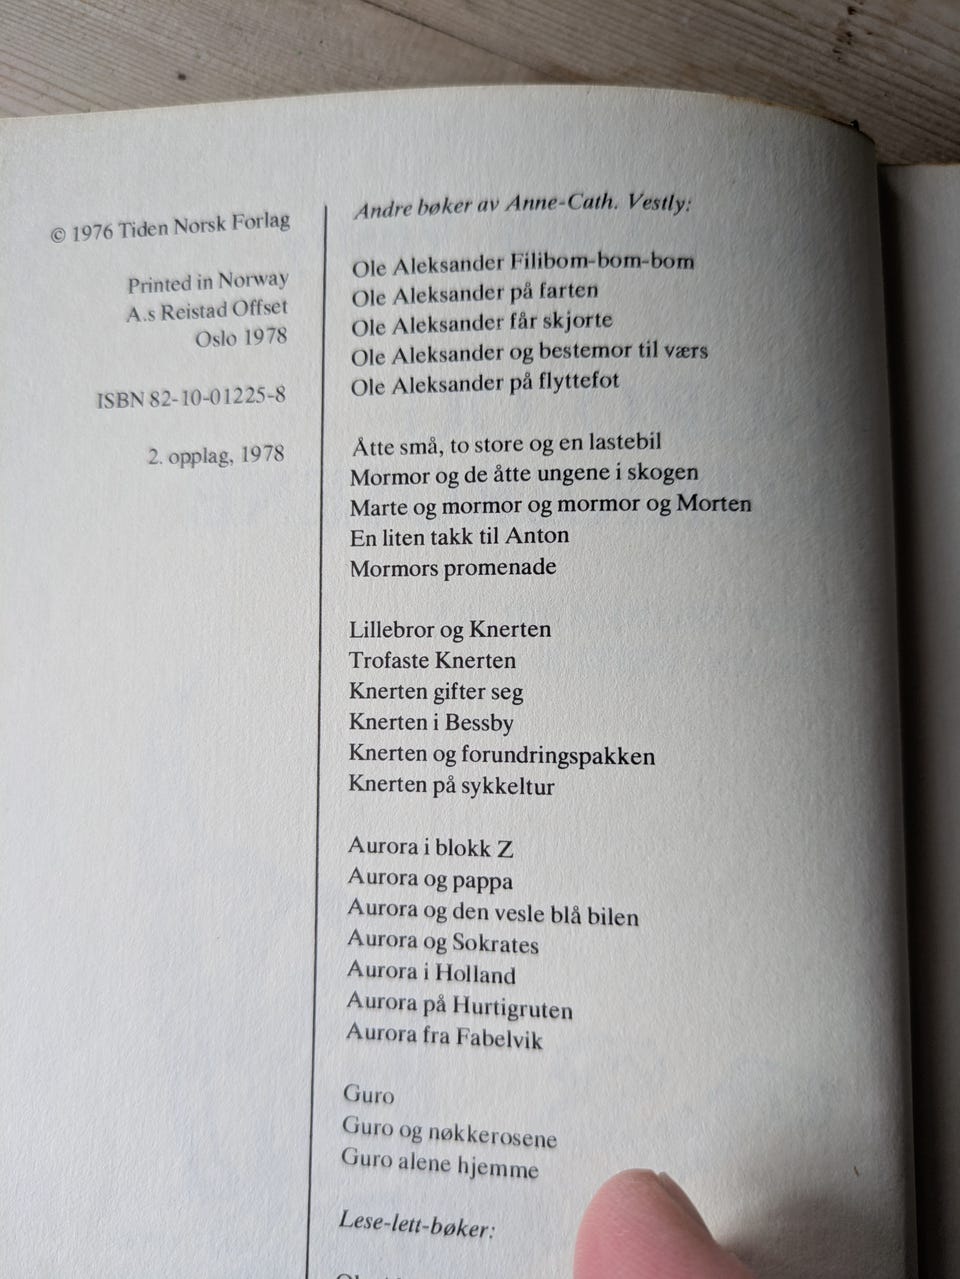 © 1976 Tiden Norsk Forlag
Printed in Norway
A.s Reistad Offset
Oslo 1978
ISBN 82-10-01225-8
2. opplag, 1978
Andre bøker av Anne-Cath. Vestly:
Ole Aleksander Filibom-bom-bom
Ole Aleksander på farten
Ole Aleksander får skjorte
Ole Aleksander og bestemor til værs
Ole Aleksander på flyttefot
Åtte små, to store og en lastebil
Mormor og de åtte ungene i skogen
Marte og mormor og mormor og Morten
En liten takk til Anton
Mormors promenade
Lillebror og Knerten
Trofaste Knerten
Knerten gifter seg
Knerten i Bessby
Knerten og forundringspakken
Knerten på sykkeltur
Aurora i blokk Z
Aurora og pappa
Aurora og den vesle blå bilen
Aurora og Sokrates
Aurora i Holland
Aurora på Hurtigruten
Aurora fra Fabelvik
Guro
Guro og nøkkerosene
Guro alene hjemme
Lese-lett-bøker: